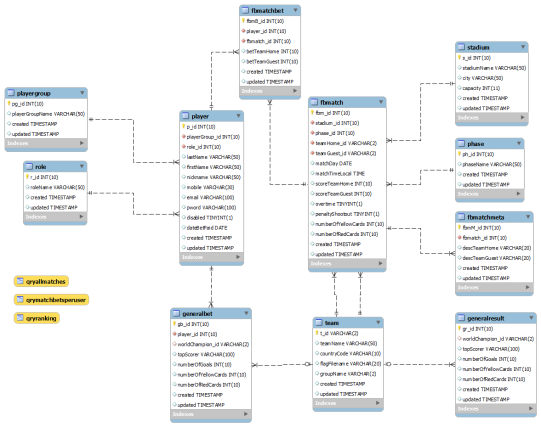 fbmatchbet
fbmB_id INT(10)
player_id INT(10)
fbmatch_id INT(10)
betTeamHome INT(10)
betTeamGuest INT(10)
created TIMESTAMP
updated TIMESTAMP
Indexes
stadium
s_id INT(10)
stadiumName VARCHAR(50)
city VARCHAR(50)
capacity INT(11)
created TIMESTAMP
updated TIMESTAMP
Indexes
playergroup
pg_id INT(10)
playerGroupName VARCHAR(50)
created TIMESTAMP
updated TIMESTAMP
Indexes
player
p_id INT(10)
playerGroup_id INT(10)
role_id INT(10)
lastName VARCHAR(50)
firstName VARCHAR(50)
nickname VARCHAR(50)
mobile VARCHAR(30)
email VARCHAR(100)
pword VARCHAR(100)
disabled TINYINT(1)
dateBetPaid DATE
created TIMESTAMP
updated TIMESTAMP
Indexes
fbmatch
fbm_id INT(10)
stadium_id INT(10)
phase_id INT(10)
teamHome_id VARCHAR(2)
teamGuest_id VARCHAR(2)
matchDay DATE
matchTimeLocal TIME
scoreTeamHome INT(10)
scoreTeamGuest INT(10)
overtime TINYINT(1)
penaltyShootout TINYINT(1)
numberOfYellowCards INT(10)
numberOfRedCards INT(10)
created TIMESTAMP
updated TIMESTAMP
Indexes
phase
ph_id INT(10)
phaseName VARCHAR(50)
created TIMESTAMP
updated TIMESTAMP
Indexes
role
r_id INT(10)
roleName VARCHAR(50)
created TIMESTAMP
updated TIMESTAMP
Indexes
fbmatchmeta
fbmM_id INT(10)
fbmatch_id INT(10)
descTeamHome VARCHAR(20)
descTeamGuest VARCHAR(20)
created TIMESTAMP
updated TIMESTAMP
Indexes
qryallmatches
qrymatchbetsperuser
qryranking
generalbet
gb_id INT(10)
player_id INT(10)
worldChampion_id VARCHAR(2)
topScorer VARCHAR(100)
numberOfGoals INT(10)
numberOfYellowCards INT(10)
numberOfRedCards INT(10)
created TIMESTAMP
updated TIMESTAMP
Indexes
team
t_id VARCHAR(2)
teamName VARCHAR(50)
countryCode VARCHAR(10)
flagFilename VARCHAR(20)
groupName VARCHAR(2)
created TIMESTAMP
updated TIMESTAMP
Indexes
generalresult
gr_id INT(10)
worldChampion_id VARCHAR(2)
topScorer VARCHAR(100)
numberOfGoals INT(10)
numberOfYellowCards INT(10)
numberOfRedCards INT(10)
created TIMESTAMP
updated TIMESTAMP
Indexes